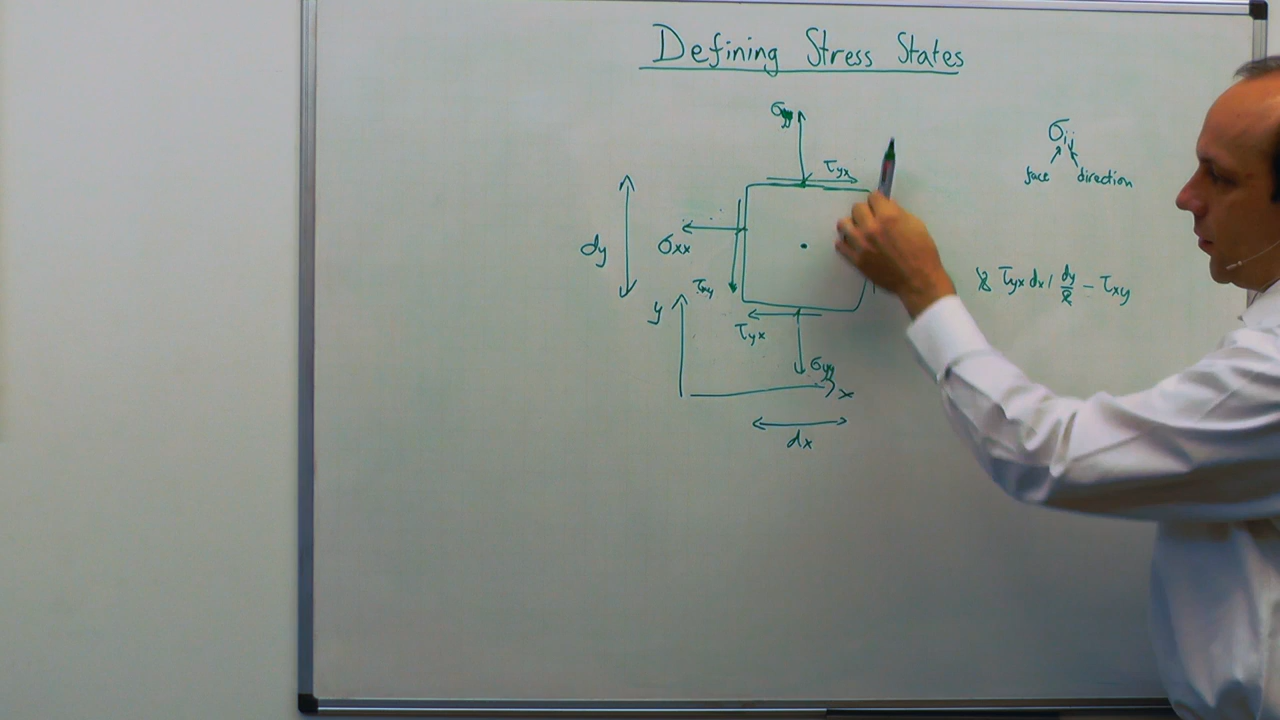 Defining Stress States
σyy
σij
τyx
face direction
dy
σxx
τxy
τyx dx 1 dy/2 - τxy
y
τyx
σyy
x
dx